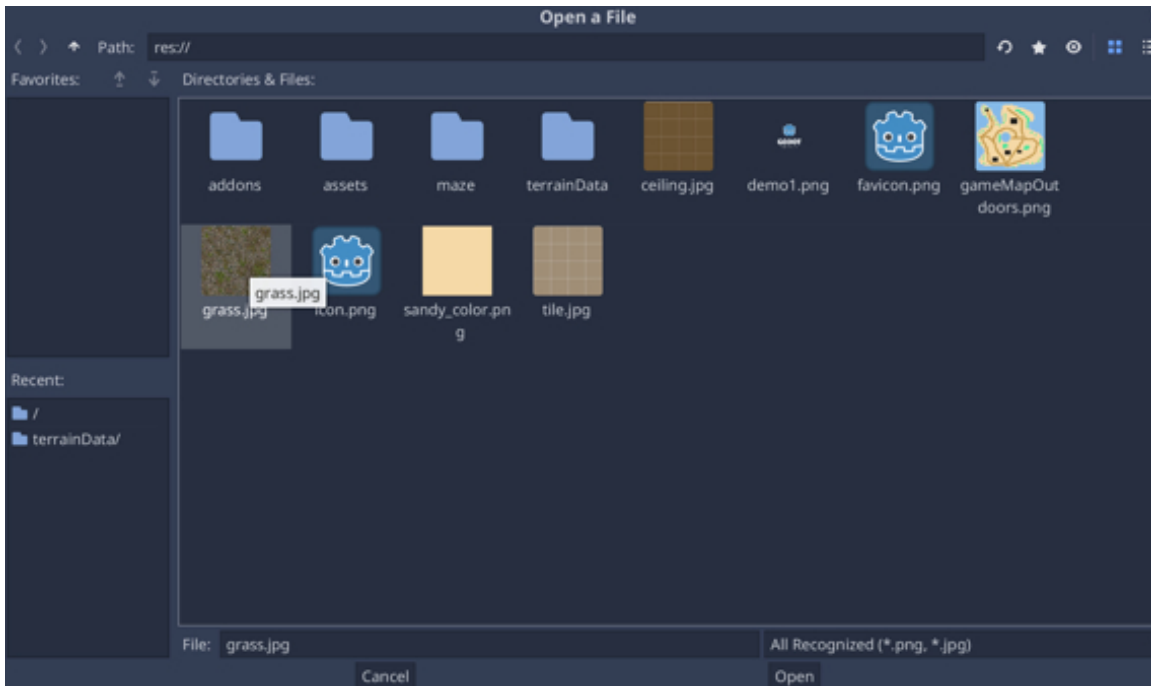 Open a File
Path: res://
Favorites: Directories & Files:
addons assets maze terrainData ceiling.jpg demo1.png favicon.png gameMapOut
doors.png
grass.jpg
grass.jpg icon.png sandy_color.pn tile.jpg
g
Recent:
/
terrainData/
File: grass.jpg All Recognized (*.png, *.jpg)
Cancel Open